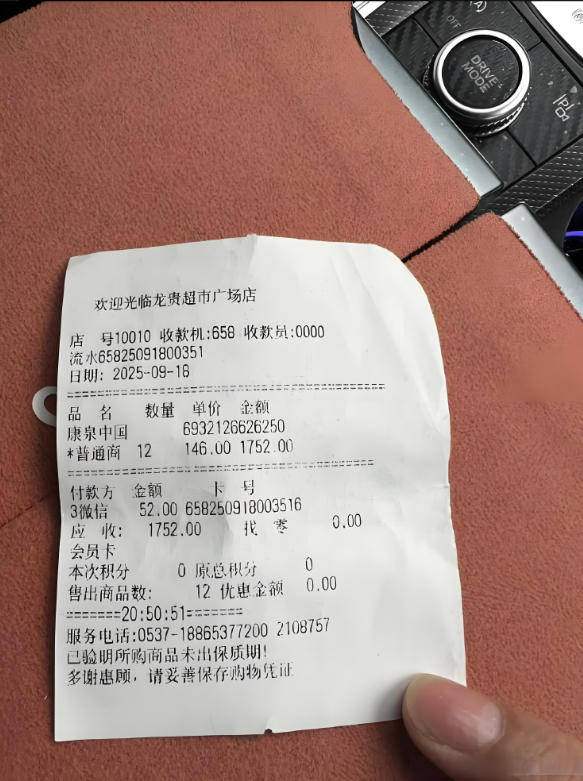 OFF
DRIVE
MODE
欢迎光临龙贵超市广场店
店 号10010 收款机:658 收款员:0000
流水65825091800351
日期: 2025-09-18
品 名 数量 单价 金额
康泉中国 6932126626250
*普通商 12 146.00 1752.00
付款方 金额 卡 号
3微信 52.00 658250918003516
应 收: 1752.00 找 零 0.00
会员卡
本次积分 0 原总积分 0
售出商品数: 12 优惠金额 0.00
=======20:50:51=======
服务电话:0537-18865377200 2108757
已验明所购商品未出保质期!
多谢惠顾, 请妥善保存购物凭证